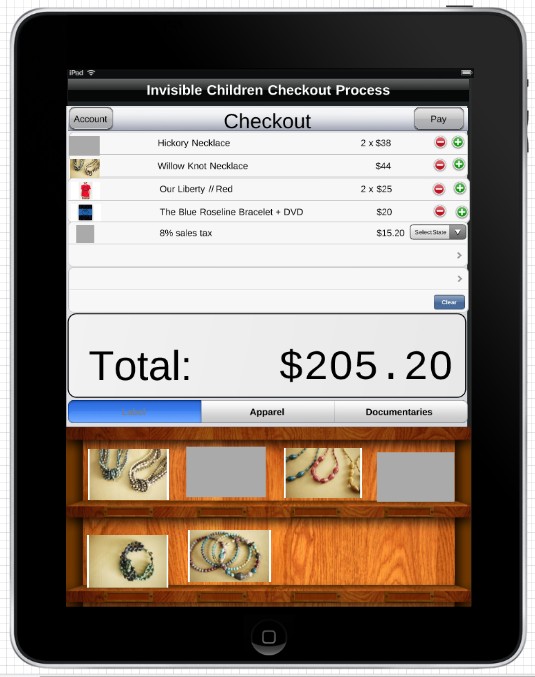 iPod
Invisible Children Checkout Process
Account Checkout Pay
Hickory Necklace 2 x $38
Willow Knot Necklace $44
Our Liberty // Red 2 x $25
The Blue Roseline Bracelet + DVD $20
8% sales tax $15.20 Select State
Clear
Total: $205.20
Apparel Documentaries